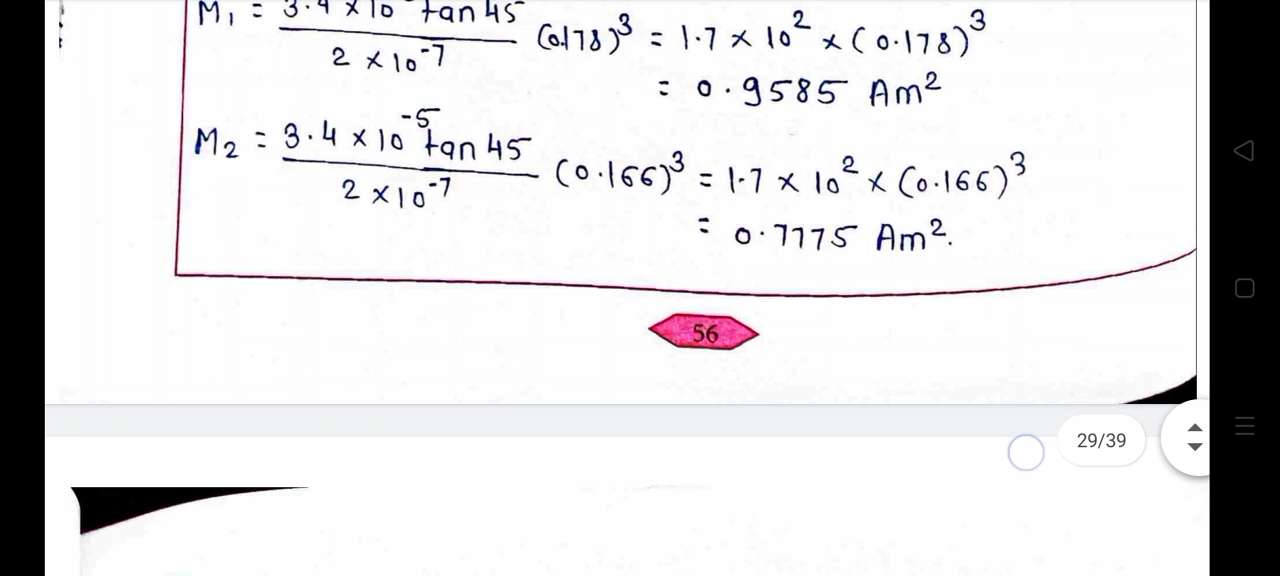 M₁ = 3.4 × 10 tan 45 / 2 × 10⁻⁷ (0.178)³ = 1.7 × 10² × (0.178)³
= 0.9585 Am²
M₂ = 3.4 × 10⁻⁵ tan 45 / 2 × 10⁻⁷ (0.166)³ = 1.7 × 10² × (0.166)³
= 0.7775 Am².
56
29/39